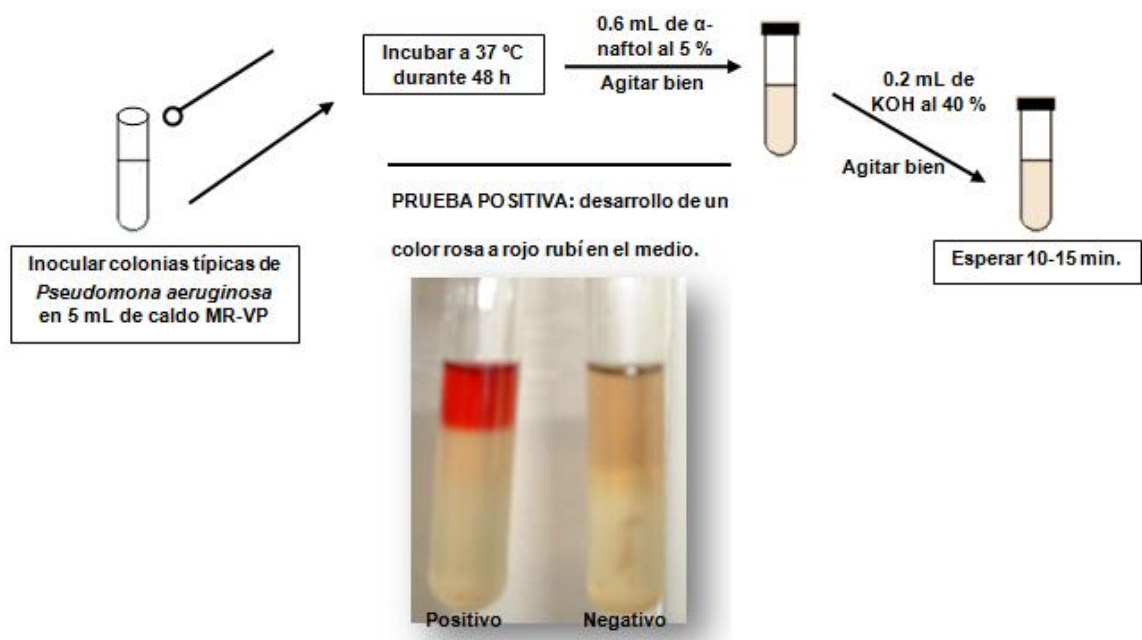 Inocular colonias típicas de
Pseudomona aeruginosa
en 5 mL de caldo MR-VP
Incubar a 37 ºC
durante 48 h
0.6 mL de α-
naftol al 5 %
Agitar bien
0.2 mL de
KOH al 40 %
Agitar bien
Esperar 10-15 min.
PRUEBA POSITIVA: desarrollo de un
color rosa a rojo rubí en el medio.
Positivo
Negativo